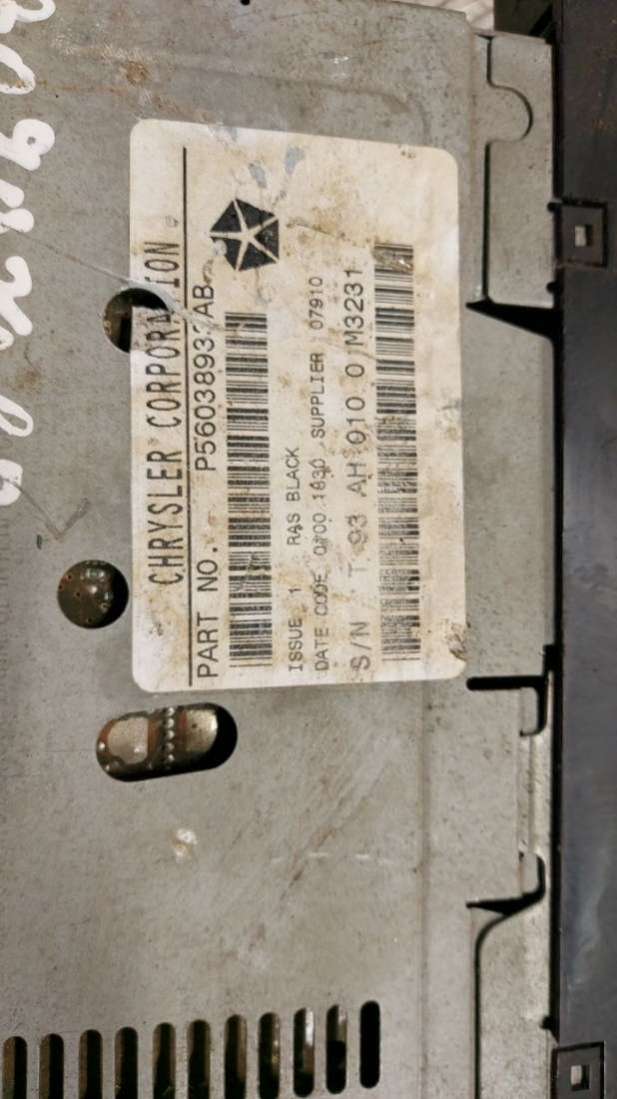 CHRYSLER CORPORATION
PART NO. 
ISSUE 1 RAS BLACK
DATE CODE 0700 1630 SUPPLIER 07910
S/N T 93 AH 010 0 M3231